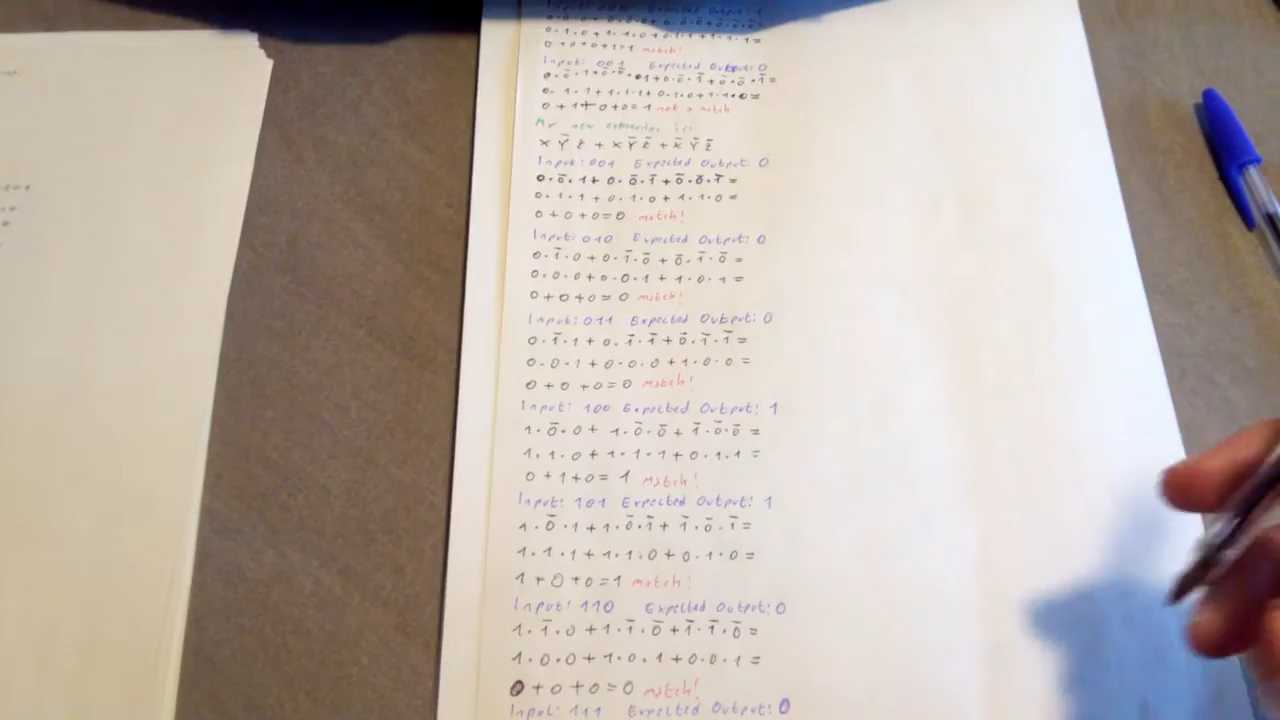 Input: 000 Expected Output: 1
0·1·0+1·1·0+0·1·1+1·1·1=
0+0+0+1=1 match!
Input: 001 Expected Output: 0
0·1·1+1·1·1+0·1·0+1·1·0=
0+1+0+0=1 not a match
My new expression is:
xȲz + xȲz̄ + x̄Ȳz̄
Input: 001 Expected Output: 0
0·0̄·1+0·0̄·1̄+0̄·0̄·1̄=
0·1·1+0·1·0+1·1·0=
0+0+0=0 match!
Input: 010 Expected Output: 0
0·1̄·0+0·1̄·0̄+0̄·1̄·0̄=
0·0·0+0·0·1+1·0·1=
0+0+0=0 match!
Input: 011 Expected Output: 0
0·1̄·1+0·1̄·1̄+0̄·1̄·1̄=
0·0·1+0·0·0+1·0·0=
0+0+0=0 match!
Input: 100 Expected Output: 1
1·0̄·0+1·0̄·0̄+1̄·0̄·0̄=
1·1·0+1·1·1+0·1·1=
0+1+0=1 match!
Input: 101 Expected Output: 1
1·0̄·1+1·0̄·1̄+1̄·0̄·1̄=
1·1·1+1·1·0+0·1·0=
1+0+0=1 match!
Input: 110 Expected Output: 0
1·1̄·0+1·1̄·0̄+1̄·1̄·0̄=
1·0·0+1·0·1+0·0·1=
0+0+0=0 match!
Input: 111 Expected Output: 0